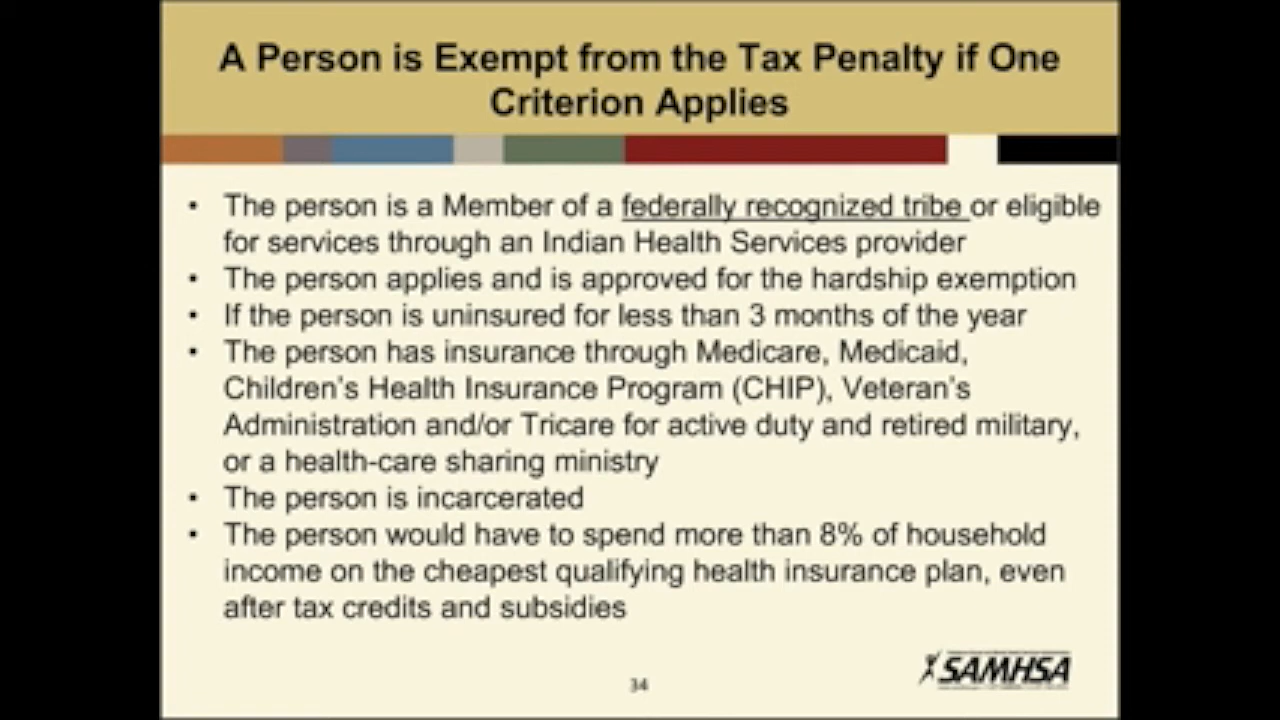 A Person is Exempt from the Tax Penalty if One
Criterion Applies
• The person is a Member of a federally recognized tribe or eligible
for services through an Indian Health Services provider
• The person applies and is approved for the hardship exemption
• If the person is uninsured for less than 3 months of the year
• The person has insurance through Medicare, Medicaid,
Children's Health Insurance Program (CHIP), Veteran's
Administration and/or Tricare for active duty and retired military,
or a health-care sharing ministry
• The person is incarcerated
• The person would have to spend more than 8% of household
income on the cheapest qualifying health insurance plan, even
after tax credits and subsidies
SAMHSA
34